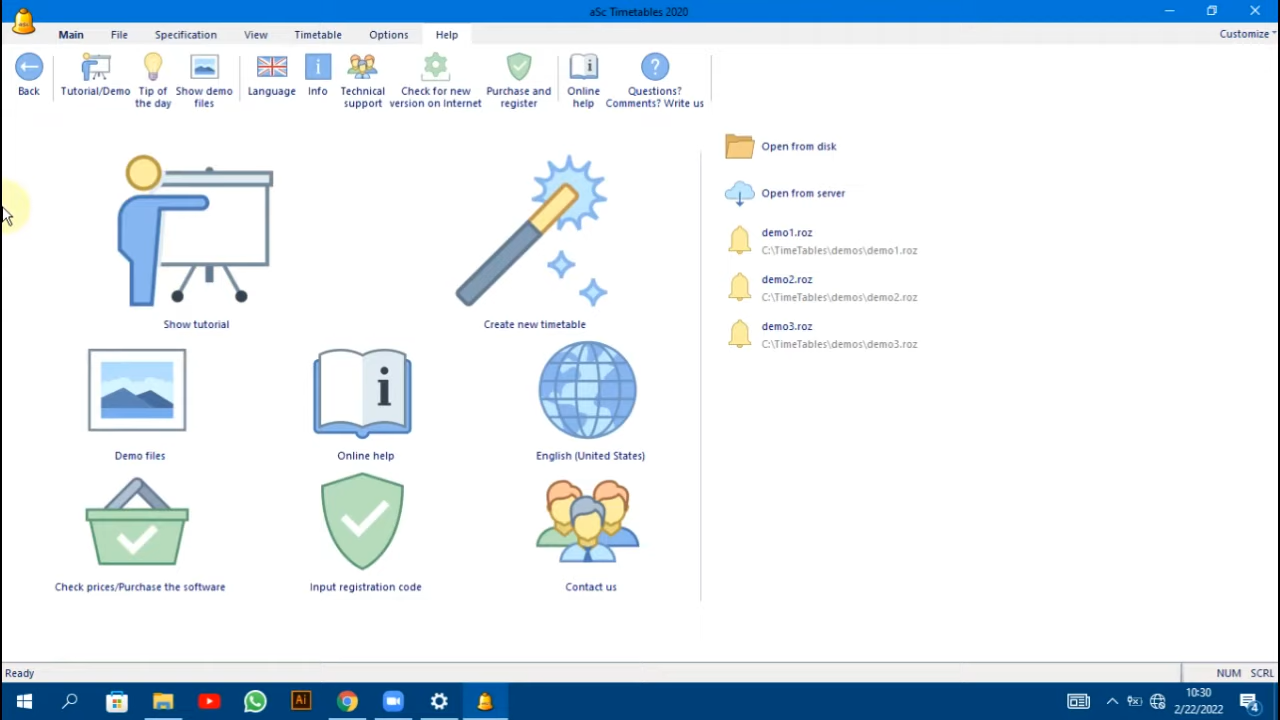 aSc Timetables 2020
aSc
Main File Specification View Timetable Options Help Customize
Back
Tutorial/Demo
Tip of
the day
Show demo
files
Language
Info
Technical
support
Check for new
version on Internet
Purchase and
register
Online
help
Questions?
Comments? Write us
Show tutorial
Create new timetable
Demo files
Online help
English (United States)
Check prices/Purchase the software
Input registration code
Contact us
Open from disk
Open from server
demo1.roz
C:\TimeTables\demos\demo1.roz
demo2.roz
C:\TimeTables\demos\demo2.roz
demo3.roz
C:\TimeTables\demos\demo3.roz
Ready
NUM SCRL
Ai
10:30
2/22/2022
4